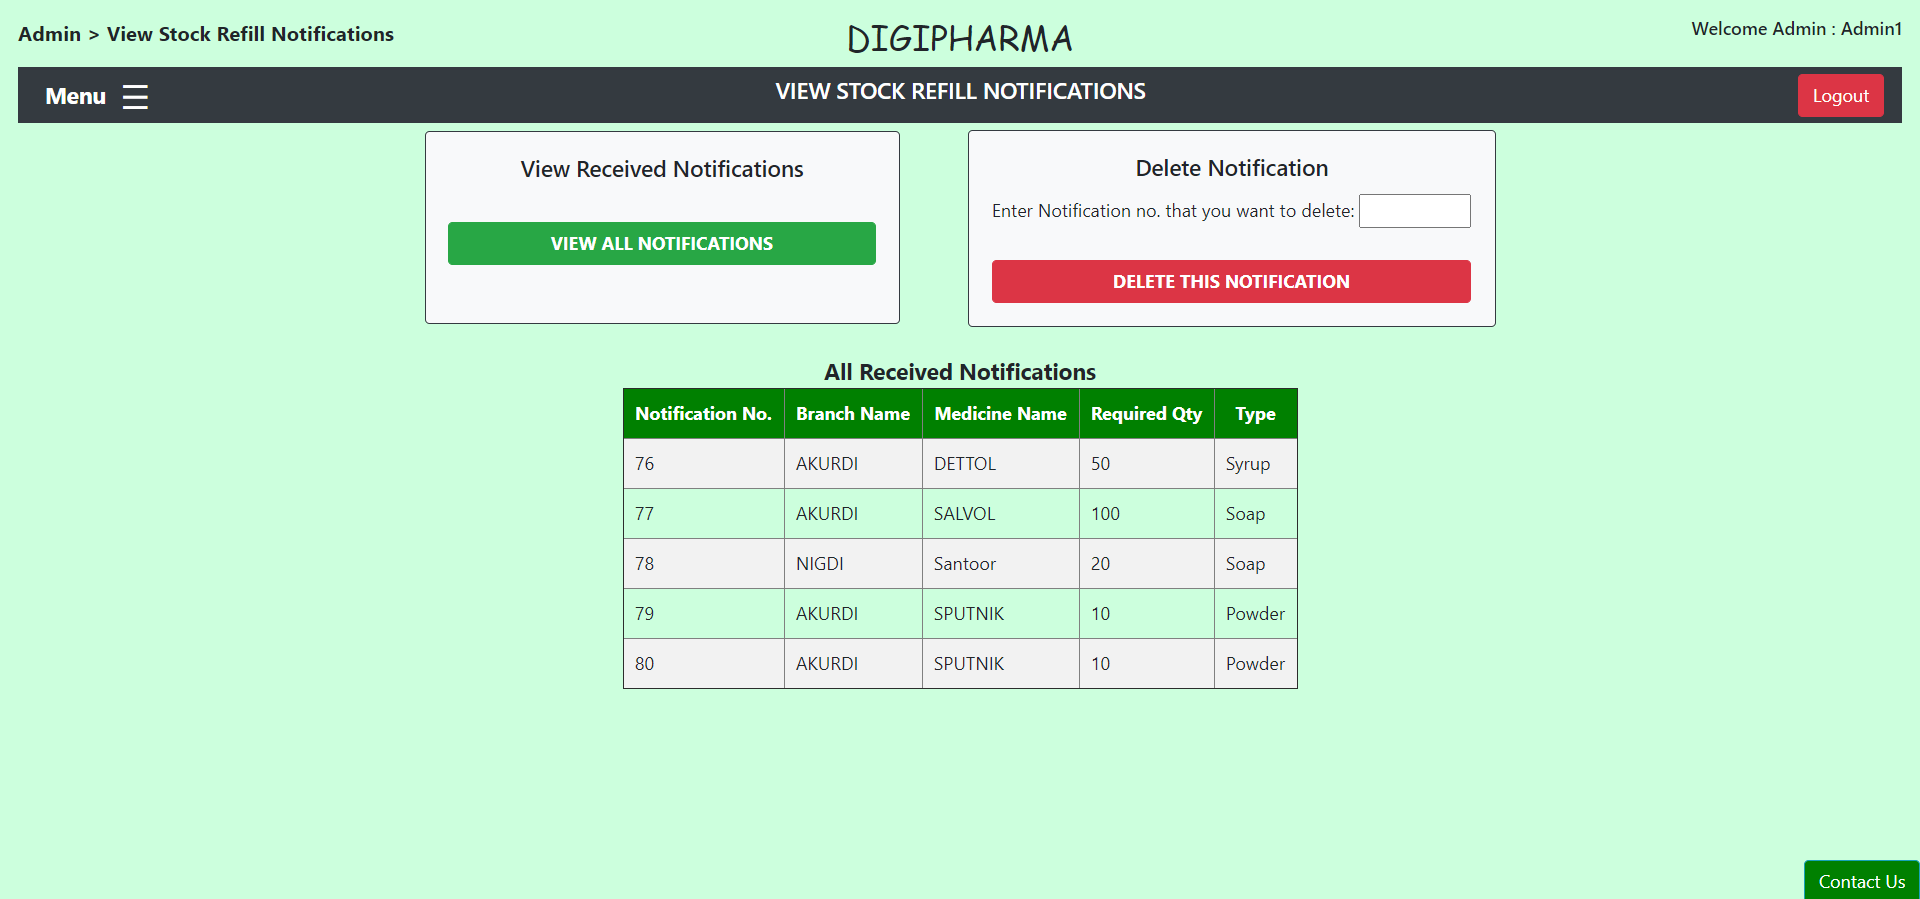 Admin > View Stock Refill Notifications
DIGIPHARMA
Welcome Admin : Admin1
Menu
VIEW STOCK REFILL NOTIFICATIONS
Logout
View Received Notifications
VIEW ALL NOTIFICATIONS
Delete Notification
Enter Notification no. that you want to delete:
DELETE THIS NOTIFICATION
All Received Notifications
Notification No. Branch Name Medicine Name Required Qty Type
76 AKURDI DETTOL 50 Syrup
77 AKURDI SALVOL 100 Soap
78 NIGDI Santoor 20 Soap
79 AKURDI SPUTNIK 10 Powder
80 AKURDI SPUTNIK 10 Powder
Contact Us